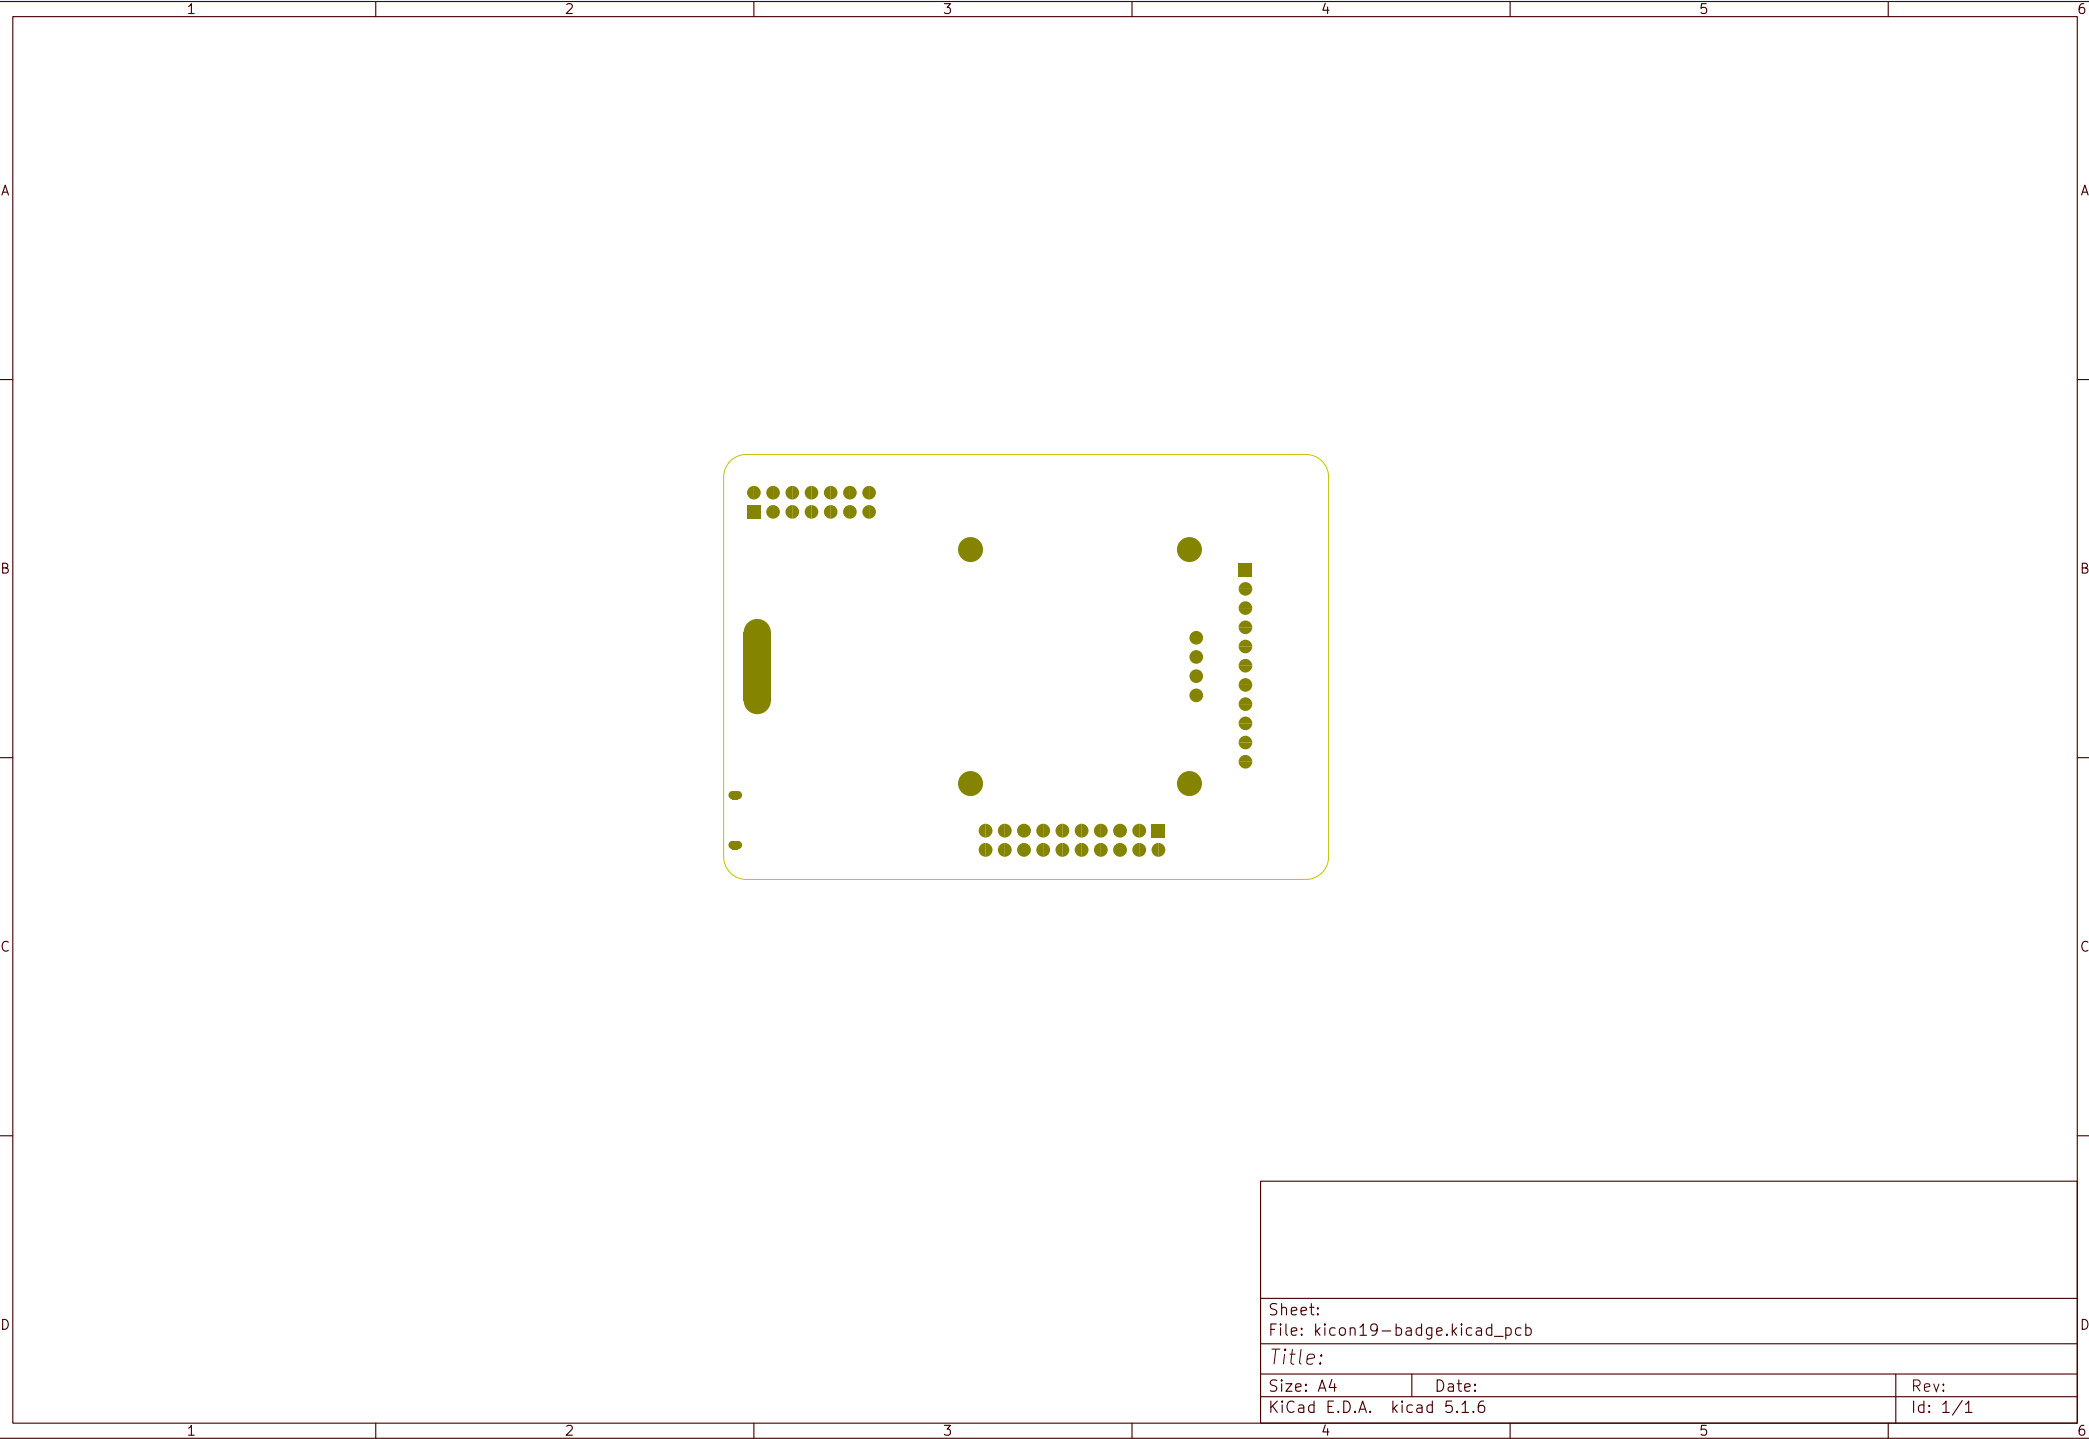 1 2 3 4 5 6
A A
B B
C C
D D
Sheet:
File: kicon19-badge.kicad_pcb
Title:
Size: A4 Date: Rev:
KiCad E.D.A. kicad 5.1.6 Id: 1/1
1 2 3 4 5 6